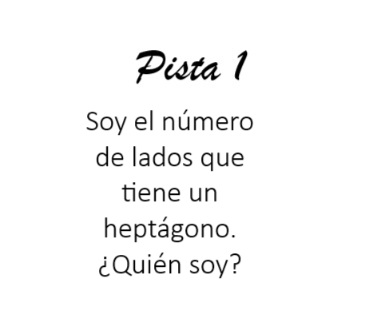 Pista 1
Soy el número
de lados que
tiene un
heptágono.
¿Quién soy?